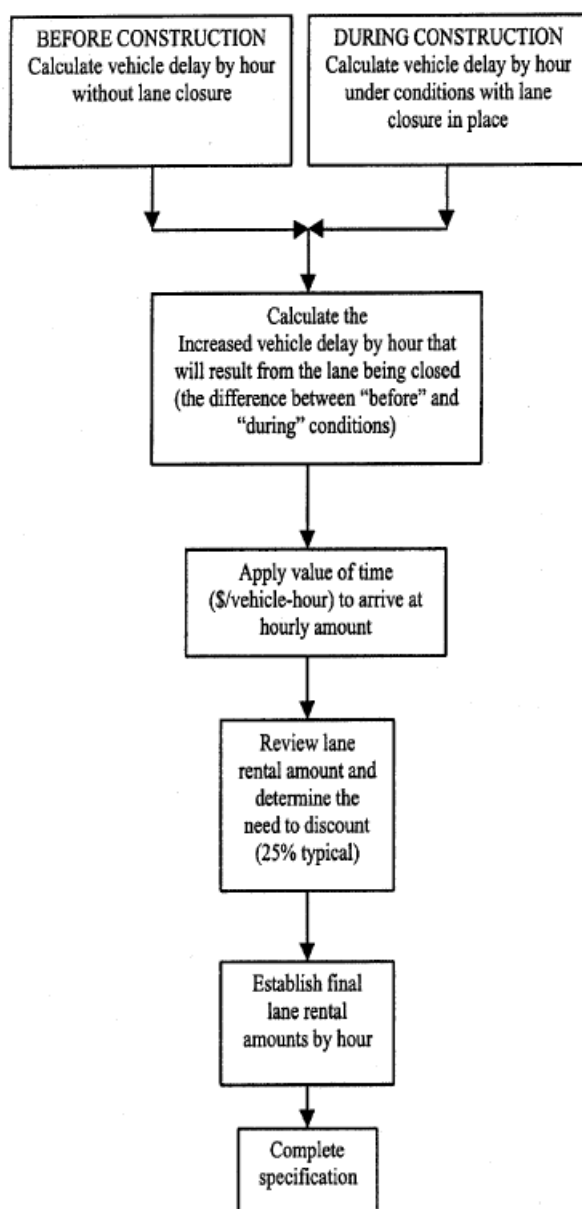 BEFORE CONSTRUCTION
Calculate vehicle delay by hour
without lane closure
DURING CONSTRUCTION
Calculate vehicle delay by hour
under conditions with lane
closure in place
Calculate the
Increased vehicle delay by hour that
will result from the lane being closed
(the difference between “before” and
“during” conditions)
Apply value of time
($/vehicle-hour) to arrive at
hourly amount
Review lane
rental amount and
determine the
need to discount
(25% typical)
Establish final
lane rental
amounts by hour
Complete
specification